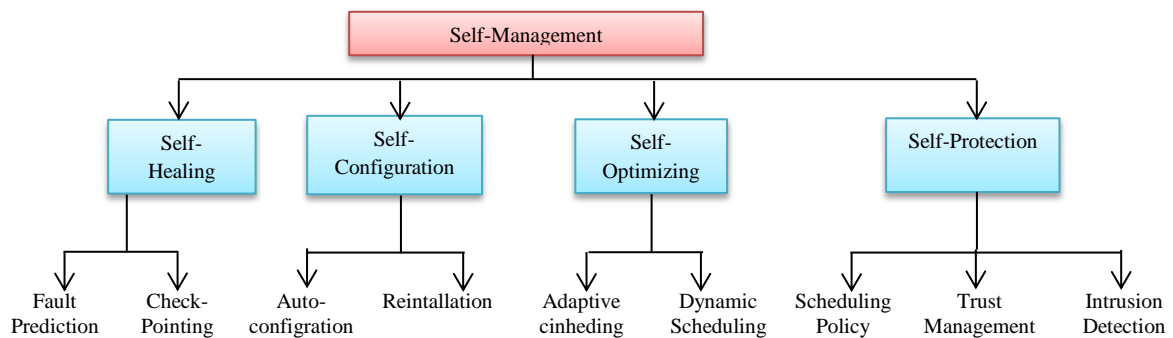 Self-Management
Self-
Healing
Self-
Configuration
Self-
Optimizing
Self-Protection
Fault
Prediction
Check-
Pointing
Auto-
configration
Reintallation
Adaptive
cinheding
Dynamic
Scheduling
Scheduling
Policy
Trust
Management
Intrusion
Detection